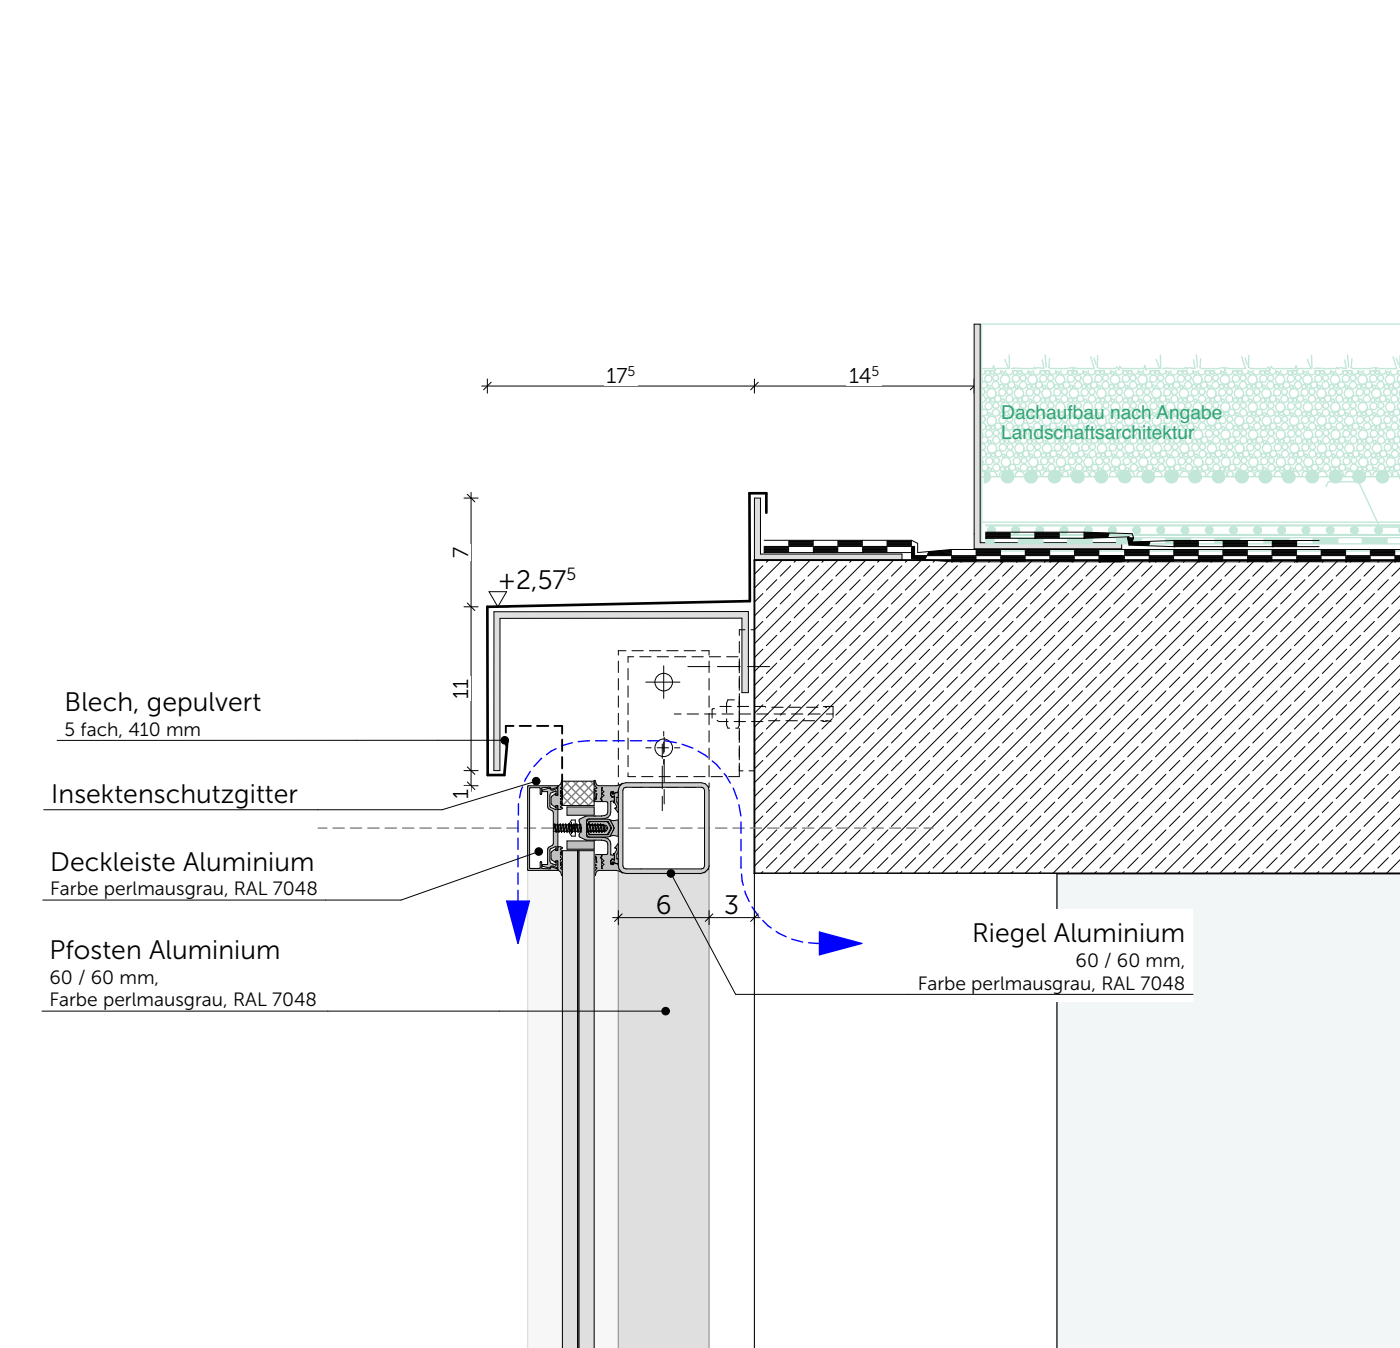 17⁵
14⁵
Dachaufbau nach Angabe
Landschaftsarchitektur
7
+2,57⁵
11
Blech, gepulvert
5 fach, 410 mm
1
Insektenschutzgitter
Deckleiste Aluminium
Farbe perlmausgrau, RAL 7048
6
3
Pfosten Aluminium
60 / 60 mm,
Farbe perlmausgrau, RAL 7048
Riegel Aluminium
60 / 60 mm,
Farbe perlmausgrau, RAL 7048